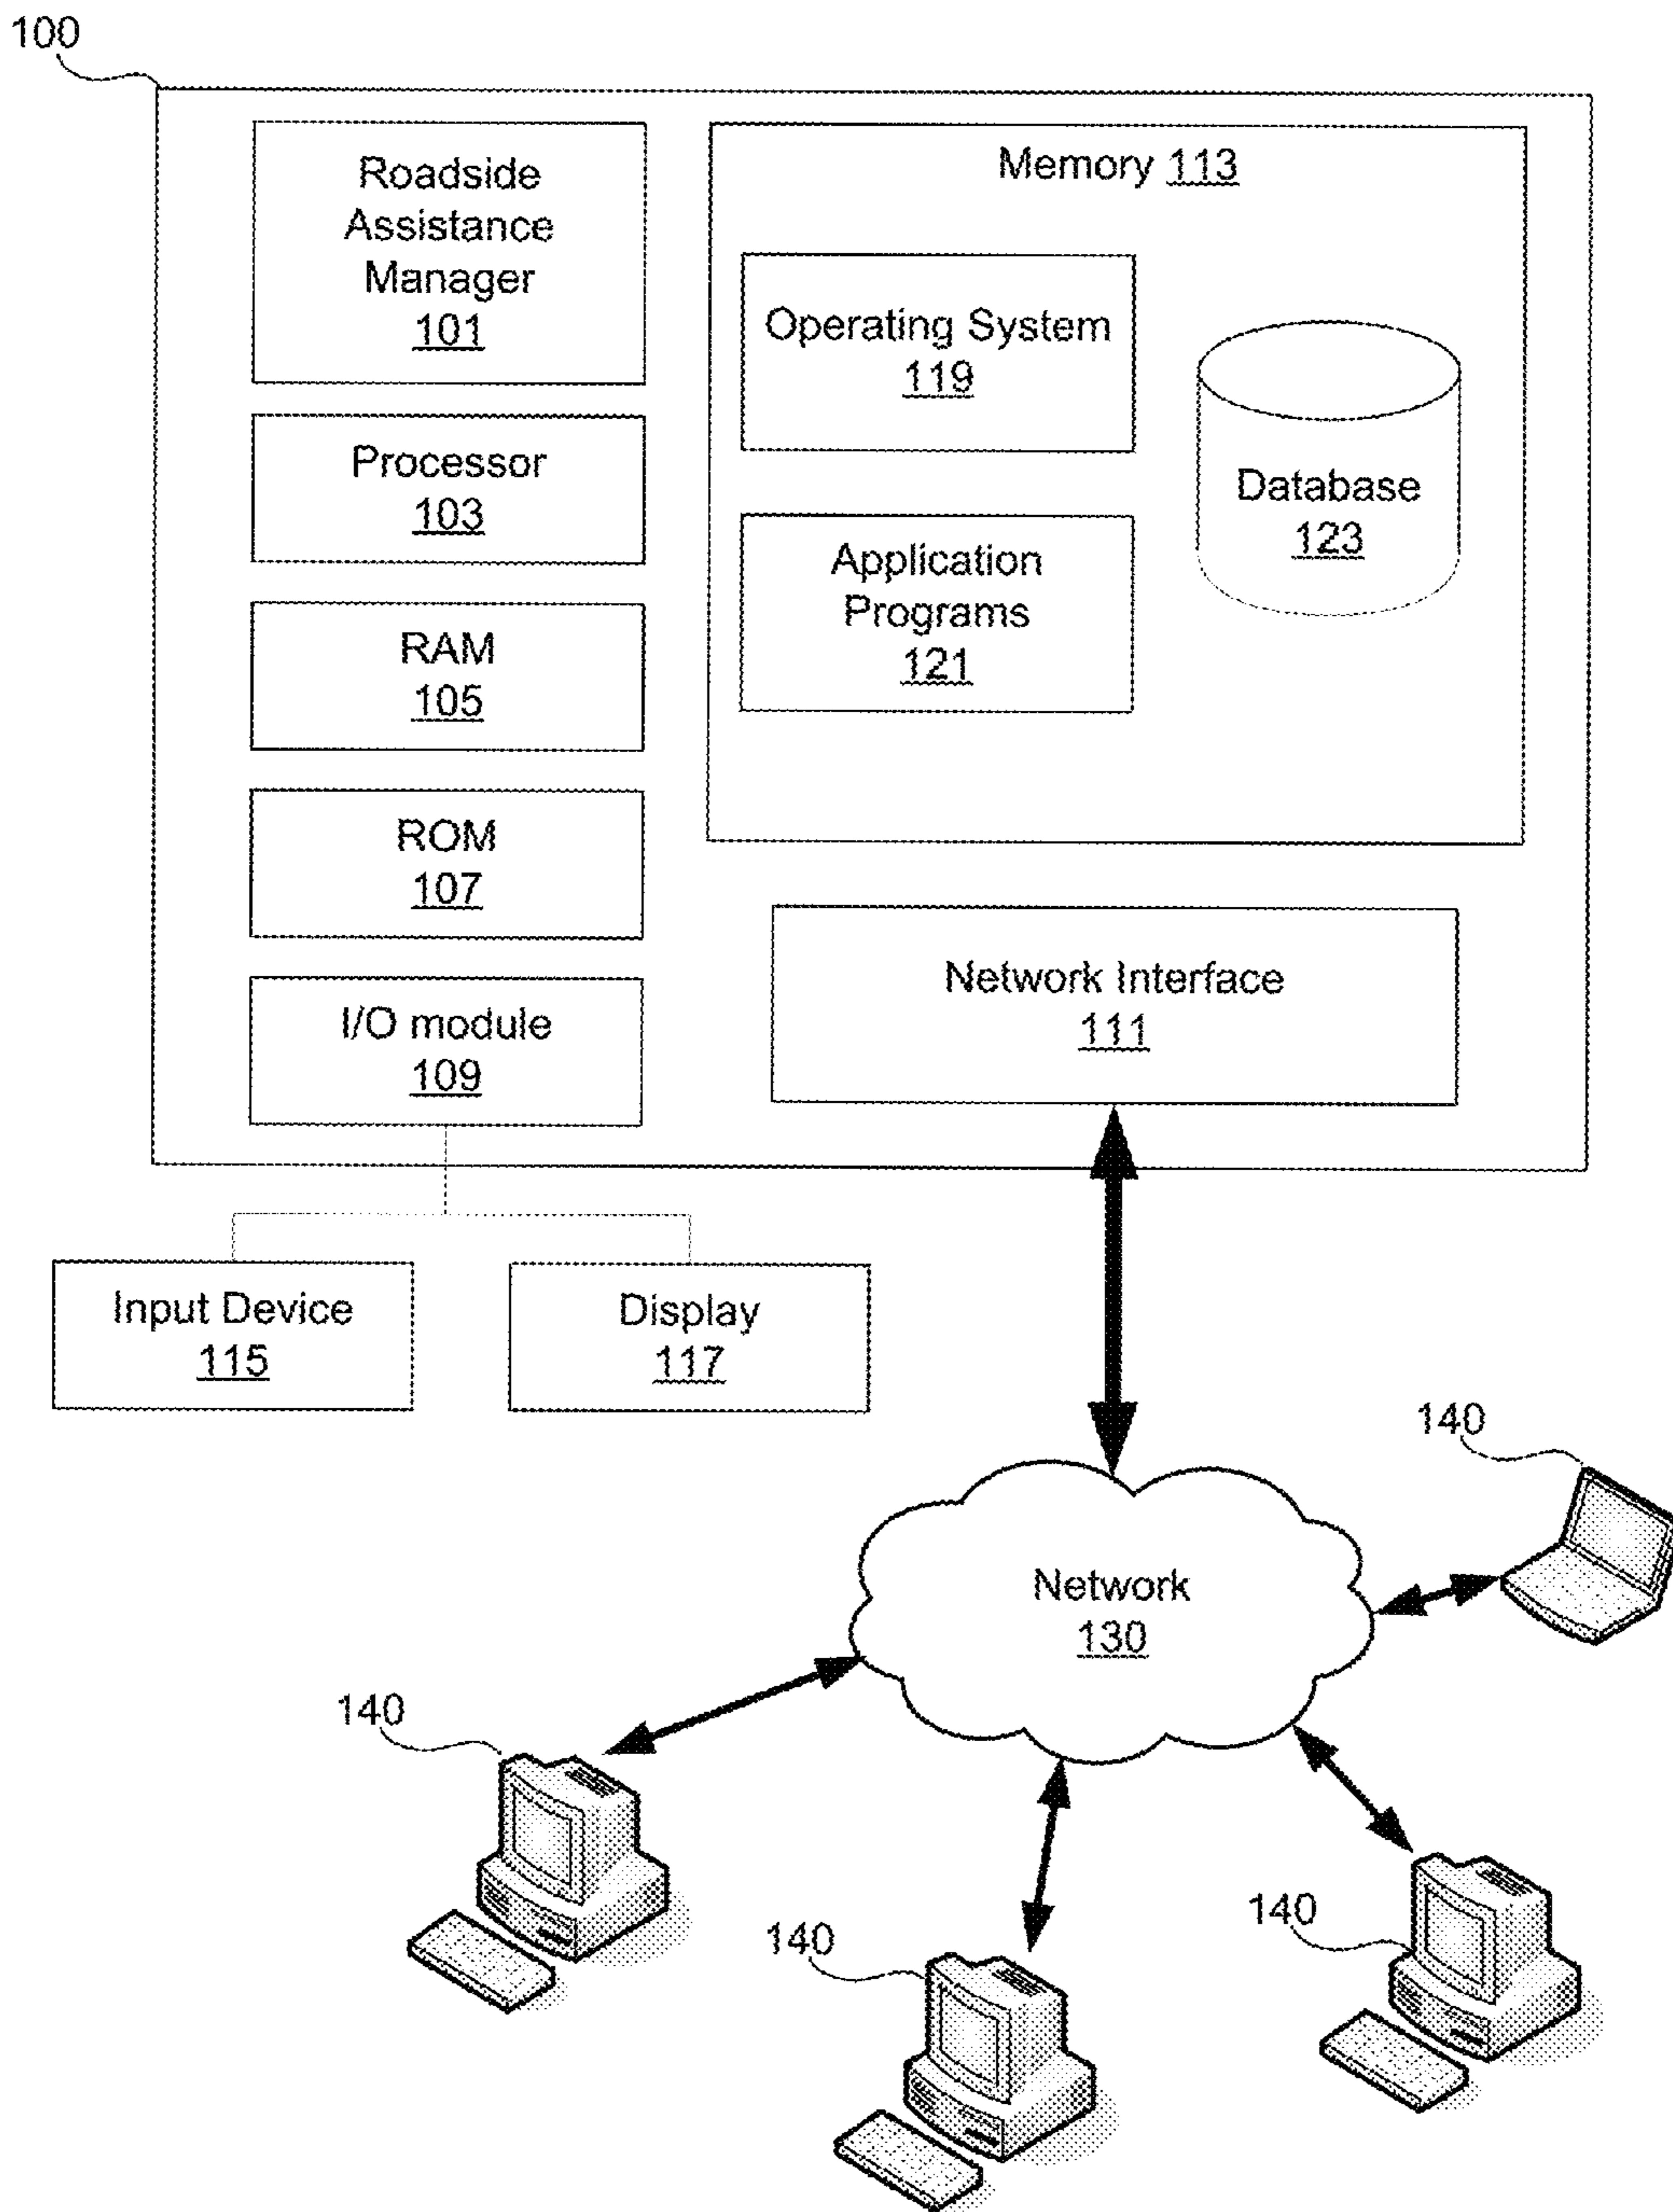 100
Roadside
Assistance
Manager
101
Processor
103
RAM
105
ROM
107
I/O module
109
Memory 113
Operating System
119
Application
Programs
121
Database
123
Network Interface
111
Input Device
115
Display
117
Network
130
140
140
140
140